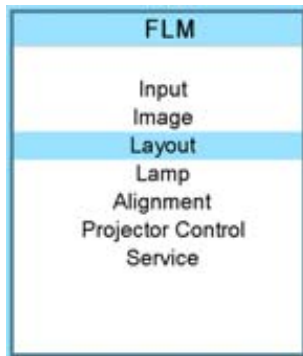 FLM
Input
Image
Layout
Lamp
Alignment
Projector Control
Service